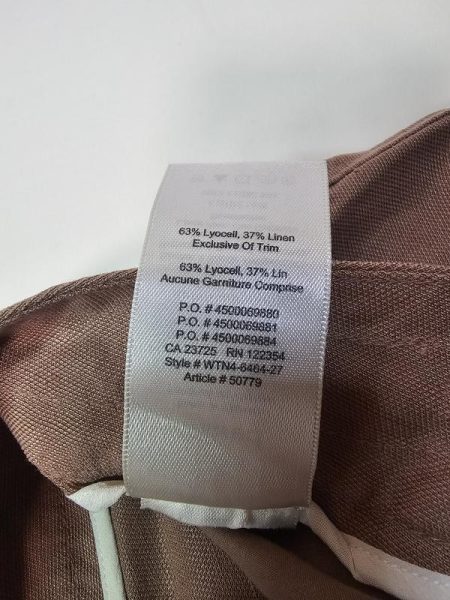 63% Lyocell, 37% Linen
Exclusive Of Trim
63% Lyocell, 37% Lin
Aucune Garniture Comprise
P.O. # 4500069880
P.O. # 4500069881
P.O. # 4500069884
CA 23725 RN 122354
Style # WTN4-6464-27
Article # 50779